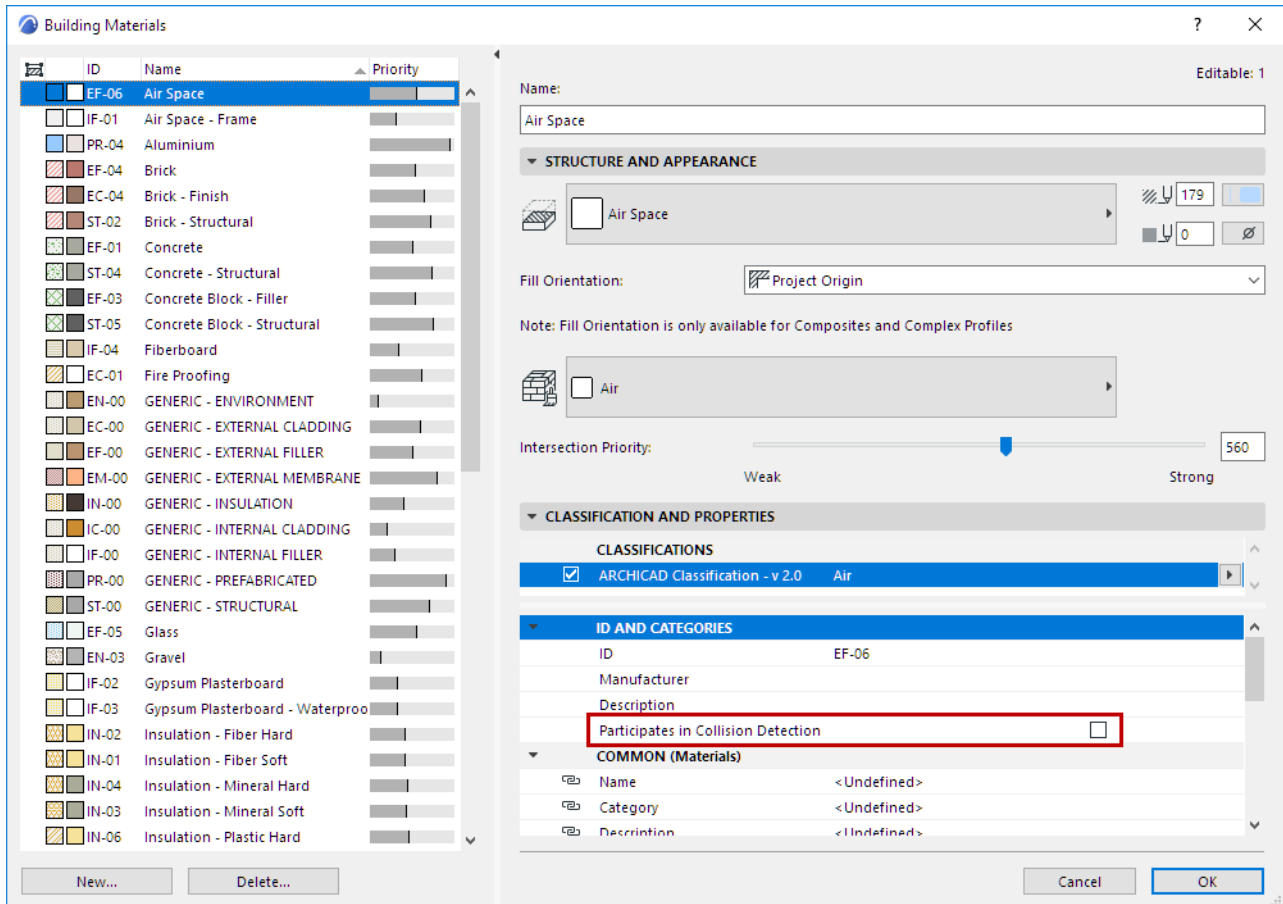 Building Materials
?
ID Name Priority
EF-06 Air Space
IF-01 Air Space - Frame
PR-04 Aluminium
EF-04 Brick
EC-04 Brick - Finish
ST-02 Brick - Structural
EF-01 Concrete
ST-04 Concrete - Structural
EF-03 Concrete Block - Filler
ST-05 Concrete Block - Structural
IF-04 Fiberboard
EC-01 Fire Proofing
EN-00 GENERIC - ENVIRONMENT
EC-00 GENERIC - EXTERNAL CLADDING
EF-00 GENERIC - EXTERNAL FILLER
EM-00 GENERIC - EXTERNAL MEMBRANE
IN-00 GENERIC - INSULATION
IC-00 GENERIC - INTERNAL CLADDING
IF-00 GENERIC - INTERNAL FILLER
PR-00 GENERIC - PREFABRICATED
ST-00 GENERIC - STRUCTURAL
EF-05 Glass
EN-03 Gravel
IF-02 Gypsum Plasterboard
IF-03 Gypsum Plasterboard - Waterproo
IN-02 Insulation - Fiber Hard
IN-01 Insulation - Fiber Soft
IN-04 Insulation - Mineral Hard
IN-03 Insulation - Mineral Soft
IN-06 Insulation - Plastic Hard
New...
Delete...
Editable: 1
Name:
Air Space
STRUCTURE AND APPEARANCE
Air Space
179
0
Fill Orientation:
Project Origin
Note: Fill Orientation is only available for Composites and Complex Profiles
Air
Intersection Priority:
560
Weak
Strong
CLASSIFICATION AND PROPERTIES
CLASSIFICATIONS
ARCHICAD Classification - v 2.0 Air
ID AND CATEGORIES
ID EF-06
Manufacturer
Description
Participates in Collision Detection
COMMON (Materials)
Name <Undefined>
Category <Undefined>
Description <Undefined>
Cancel
OK